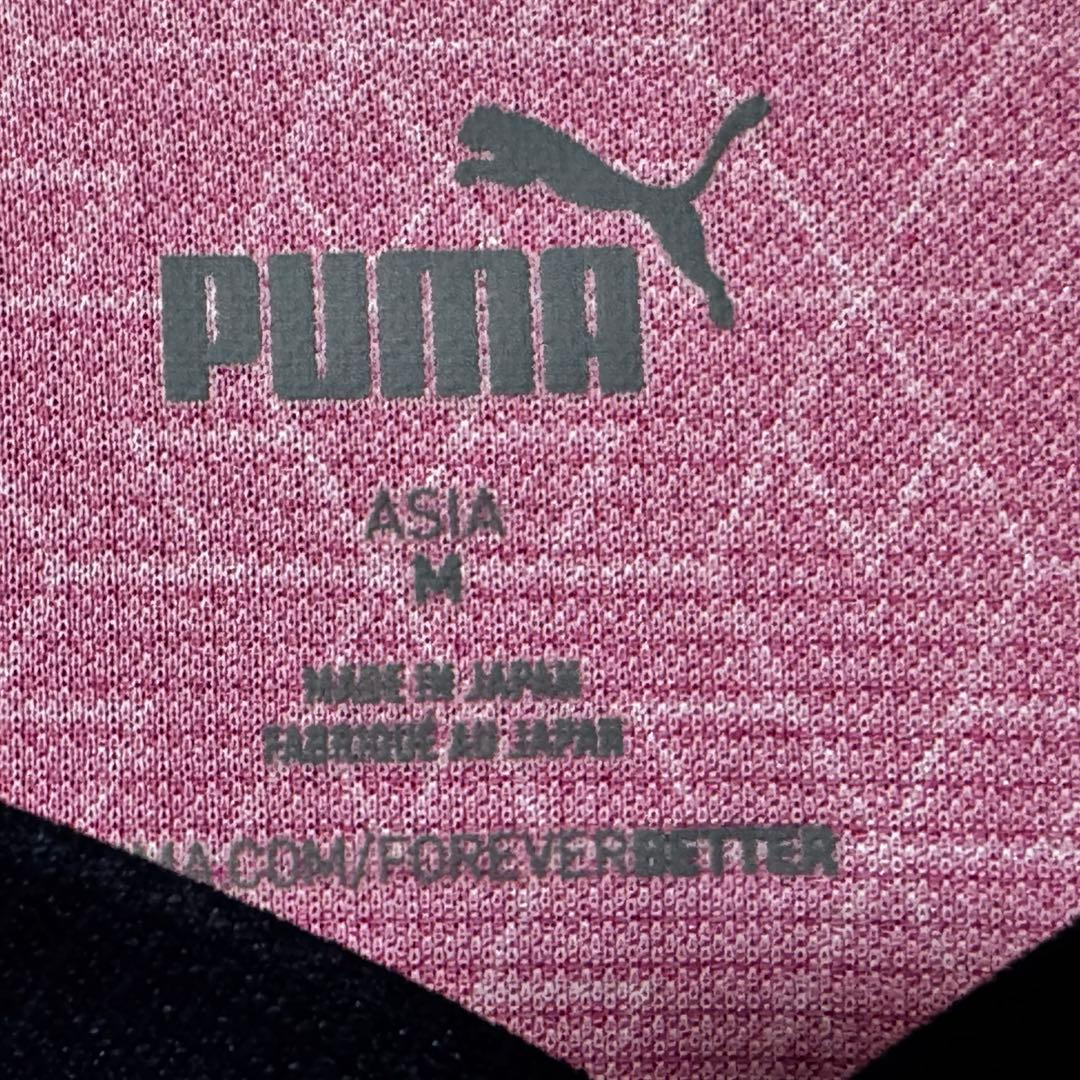 PUMA
ASIA
M
MADE IN JAPAN
FABRIQUÉ AU JAPAN
MA.COM/FOREVERBETTER